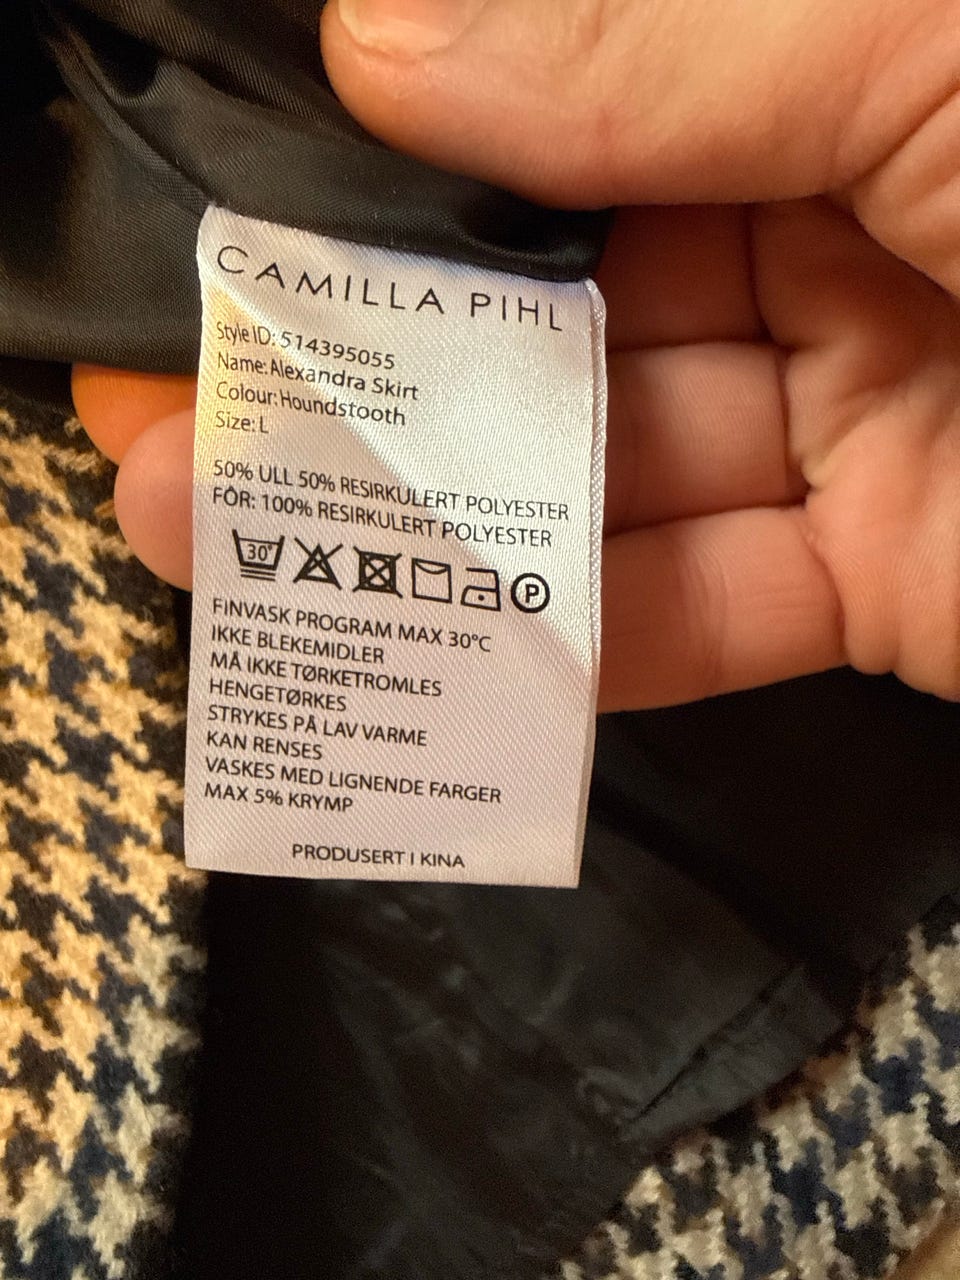 CAMILLA PIHL
Style ID: 514395055
Name: Alexandra Skirt
Colour: Houndstooth
Size: L
50% ULL 50% RESIRKULERT POLYESTER
FÔR: 100% RESIRKULERT POLYESTER
30° P
FINVASK PROGRAM MAX 30°C
IKKE BLEKEMIDLER
MÅ IKKE TØRKETROMLES
HENGETØRKES
STRYKES PÅ LAV VARME
KAN RENSES
VASKES MED LIGNENDE FARGER
MAX 5% KRYMP
PRODUSERT I KINA